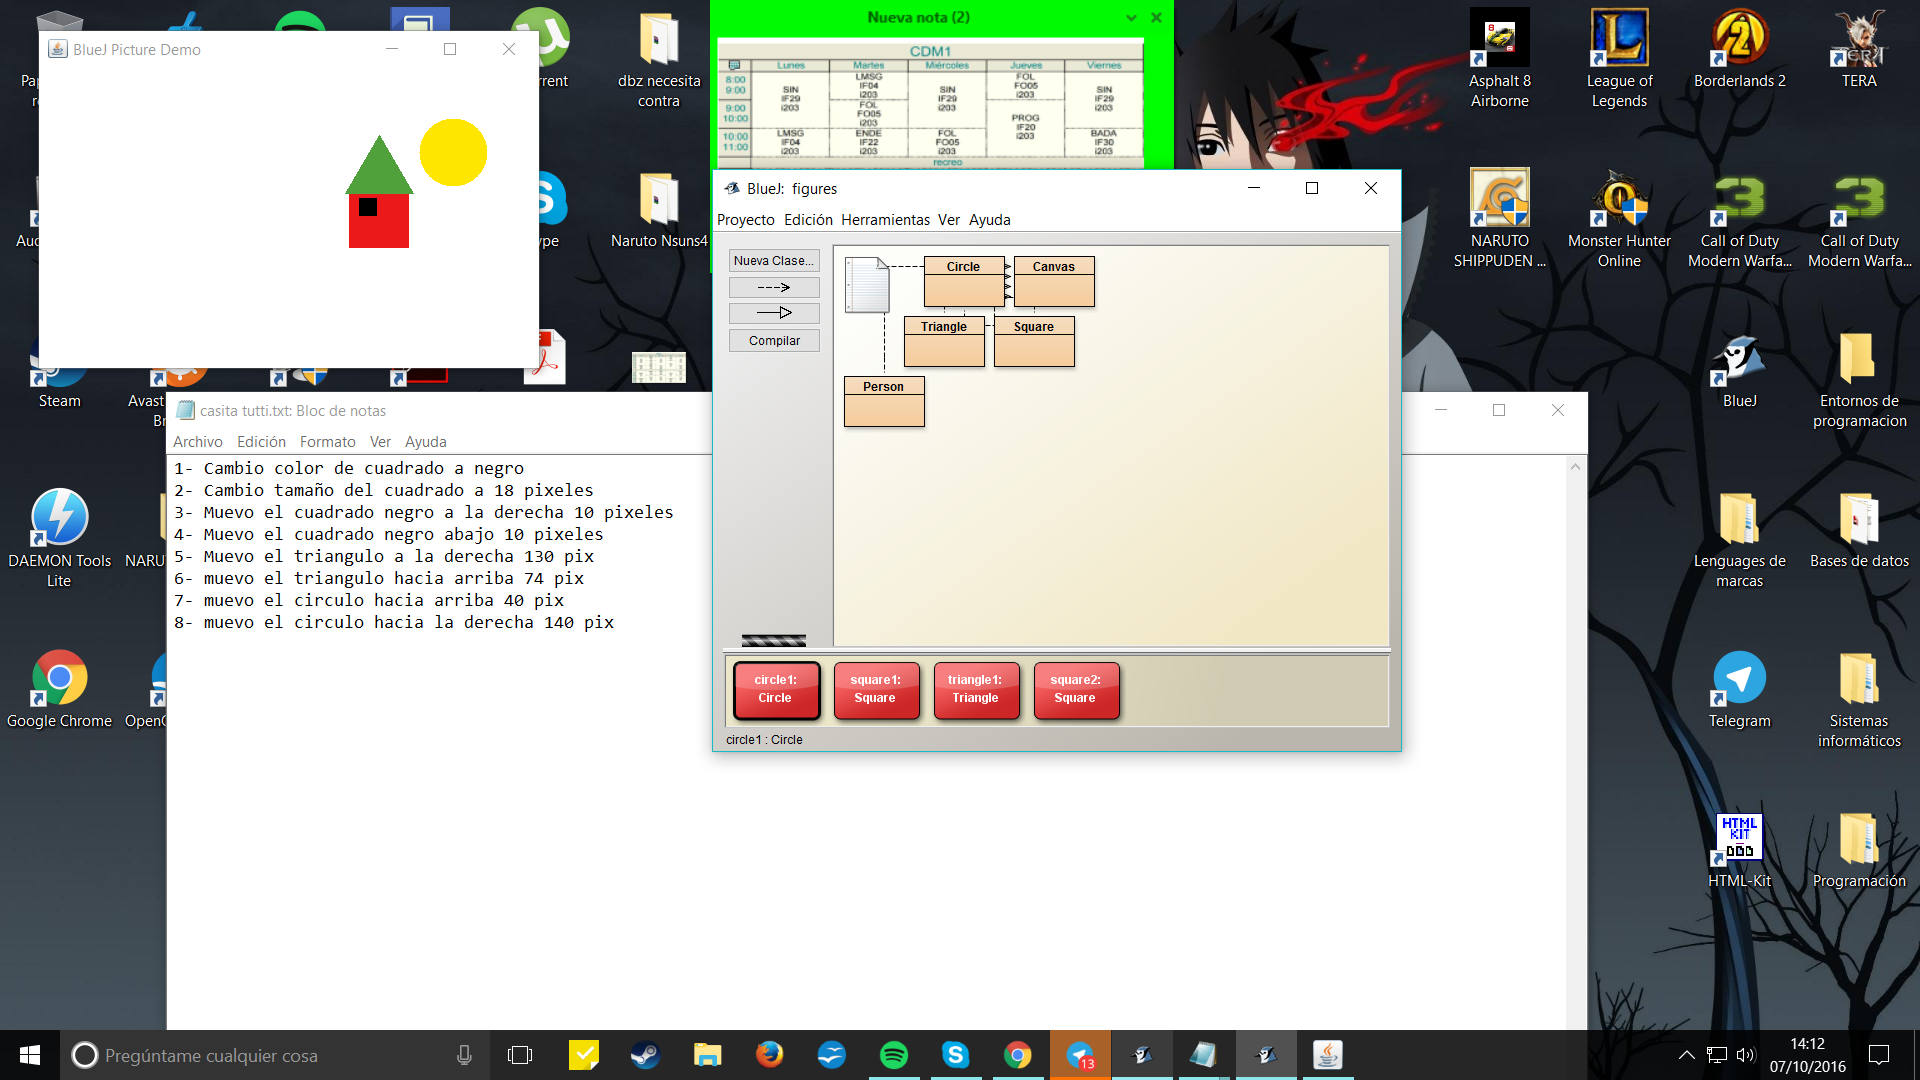 BlueJ Picture Demo
Nueva nota (2)
CDM1
Lunes Martes Miércoles Jueves Viernes
8:00
9:00
SIN
IF29
i203
LMSG
IF04
i203
SIN
IF29
i203
FOL
FO05
i203
SIN
IF29
i203
9:00
10:00
FOL
FO05
i203
PROG
IF20
i203
10:00
11:00
LMSG
IF04
i203
ENDE
IF22
i203
FOL
FO05
i203
BADA
IF30
i203
recreo
dbz necesita
contra
Naruto Nsuns4
Asphalt 8
Airborne
League of
Legends
Borderlands 2
TERA
NARUTO
SHIPPUDEN ...
Monster Hunter
Online
Call of Duty
Modern Warfa...
Call of Duty
Modern Warfa...
BlueJ
Entornos de
programacion
Lenguages de
marcas
Bases de datos
Telegram
Sistemas
informáticos
HTML
KIT
HTML-Kit
Programación
Steam
Avast
DAEMON Tools
Lite
Google Chrome
BlueJ: figures
Proyecto Edición Herramientas Ver Ayuda
Nueva Clase...
Compilar
Circle
Canvas
Triangle
Square
Person
circle1:
Circle
square1:
Square
triangle1:
Triangle
square2:
Square
circle1 : Circle
casita tutti.txt: Bloc de notas
Archivo Edición Formato Ver Ayuda
1- Cambio color de cuadrado a negro
2- Cambio tamaño del cuadrado a 18 pixeles
3- Muevo el cuadrado negro a la derecha 10 pixeles
4- Muevo el cuadrado negro abajo 10 pixeles
5- Muevo el triangulo a la derecha 130 pix
6- muevo el triangulo hacia arriba 74 pix
7- muevo el circulo hacia arriba 40 pix
8- muevo el circulo hacia la derecha 140 pix
Pregúntame cualquier cosa
13
14:12
07/10/2016